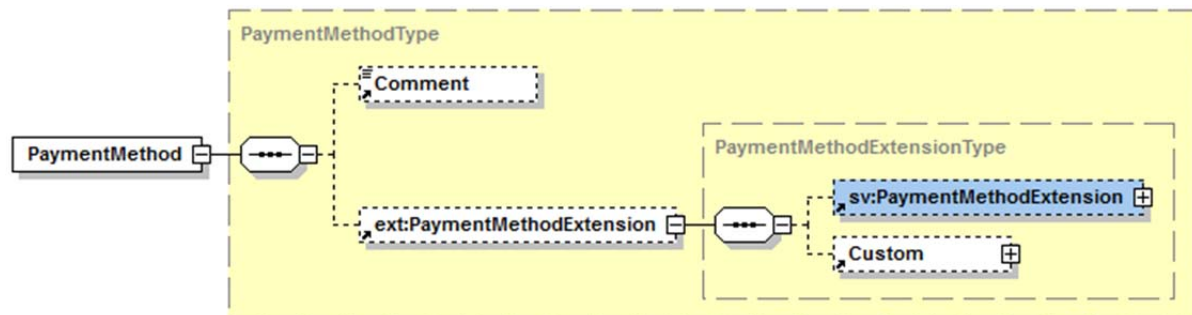 PaymentMethodType
Comment
PaymentMethod
PaymentMethodExtensionType
sv:PaymentMethodExtension
ext:PaymentMethodExtension
Custom